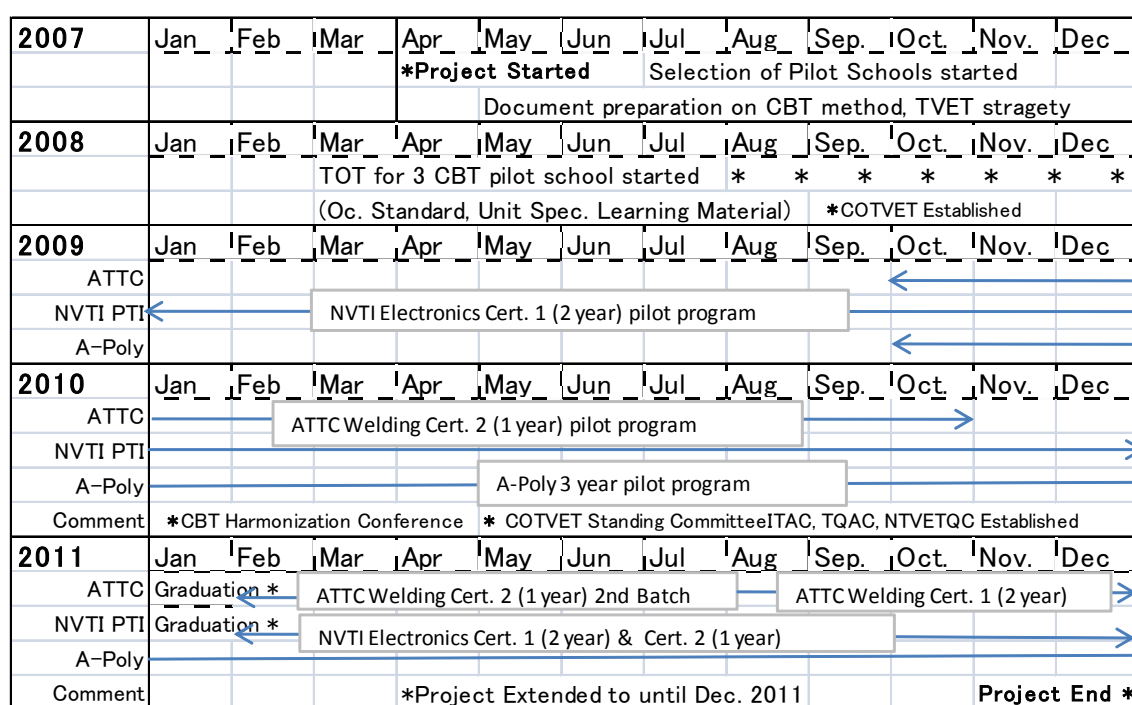 2007 Jan Feb Mar Apr May Jun Jul Aug Sep. Oct. Nov. Dec
*Project Started Selection of Pilot Schools started
Document preparation on CBT method, TVET stragety
2008 Jan Feb Mar Apr May Jun Jul Aug Sep. Oct. Nov. Dec
TOT for 3 CBT pilot school started * * * * * * *
(Oc. Standard, Unit Spec. Learning Material) *COTVET Established
2009 Jan Feb Mar Apr May Jun Jul Aug Sep. Oct. Nov. Dec
ATTC
NVTI PTI NVTI Electronics Cert. 1 (2 year) pilot program
A-Poly
2010 Jan Feb Mar Apr May Jun Jul Aug Sep. Oct. Nov. Dec
ATTC ATTC Welding Cert. 2 (1 year) pilot program
NVTI PTI
A-Poly A-Poly 3 year pilot program
Comment *CBT Harmonization Conference * COTVET Standing CommitteeITAC, TQAC, NTVETQC Established
2011 Jan Feb Mar Apr May Jun Jul Aug Sep. Oct. Nov. Dec
ATTC Graduation * ATTC Welding Cert. 2 (1 year) 2nd Batch ATTC Welding Cert. 1 (2 year)
NVTI PTI Graduation * NVTI Electronics Cert. 1 (2 year) & Cert. 2 (1 year)
A-Poly
Comment *Project Extended to until Dec. 2011 Project End *